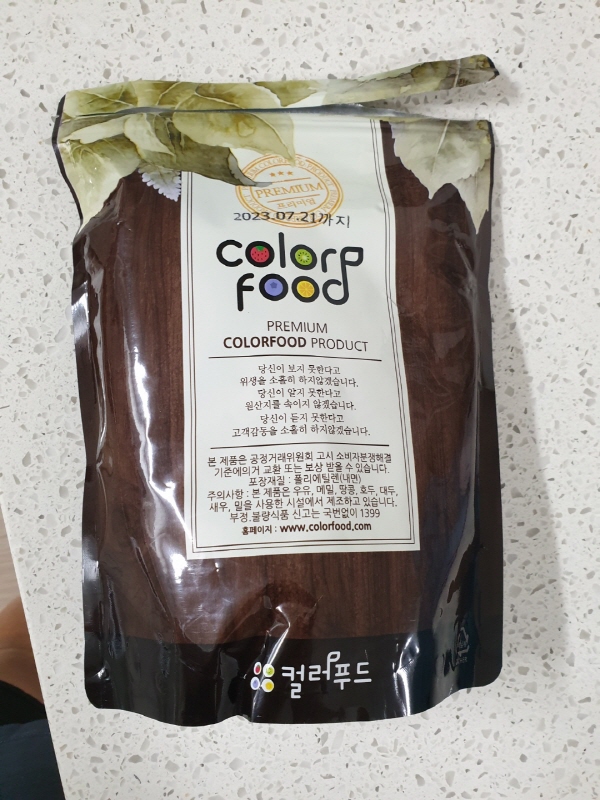 PREMIUM
프리미엄
2023.07.21까지
colorp
food
PREMIUM
COLORFOOD PRODUCT
당신이 보지 못한다고
위생을 소홀히 하지않겠습니다.
당신이 알지 못한다고
원산지를 속이지 않겠습니다.
당신이 듣지 못한다고
고객감동을 소홀히 하지않겠습니다.
본 제품은 공정거래위원회 고시 소비자분쟁해결
기준에의거 교환 또는 보상 받을수 있습니다.
포장재질 : 폴리에틸렌(내면)
주의사항 : 본 제품은 우유, 메밀, 땅콩, 호두, 대두,
새우, 밀을 사용한 시설에서 제조하고 있습니다.
부정.불량식품 신고는 국번없이 1399
홈페이지 : www.colorfood.com
컬러푸드